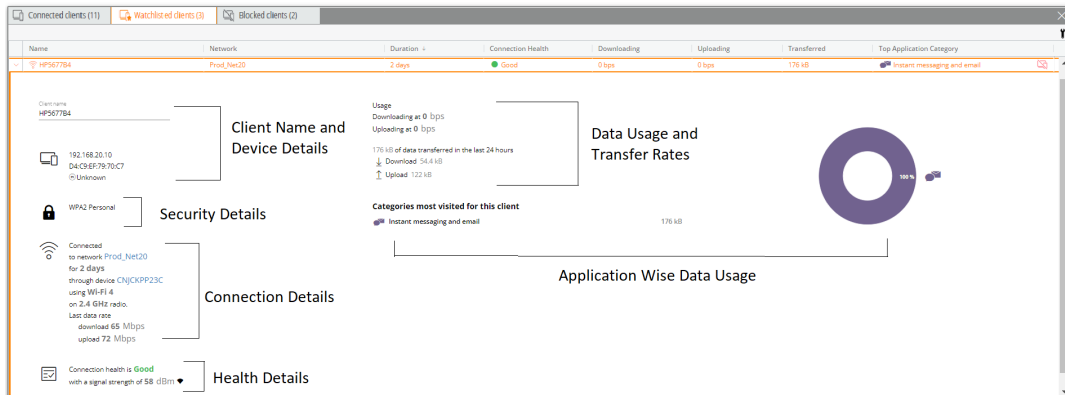 Connected clients (11) Watchlisted clients (3) Blocked clients (2)
Name Network Duration Connection Health Downloading Uploading Transferred Top Application Category
HP5677B4 Prod_Net20 2 days Good 0 bps 0 bps 176 kB Instant messaging and email
Client name
HP5677B4
Client Name and
Device Details
192.168.20.10
D4:C9:EF:79:70:C7
Unknown
WPA2 Personal
Security Details
Connected
to network Prod_Net20
for 2 days
through device CNJCKPP23C
using Wi-Fi 4
on 2.4 GHz radio.
Last data rate
download 65 Mbps
upload 72 Mbps
Connection Details
Connection health is Good
with a signal strength of 58 dBm
Health Details
Usage
Downloading at 0 bps
Uploading at 0 bps
176 kB of data transferred in the last 24 hours
Download 54.4 kB
Upload 122 kB
Data Usage and
Transfer Rates
Categories most visited for this client
Instant messaging and email 176 kB
Application Wise Data Usage
100 %